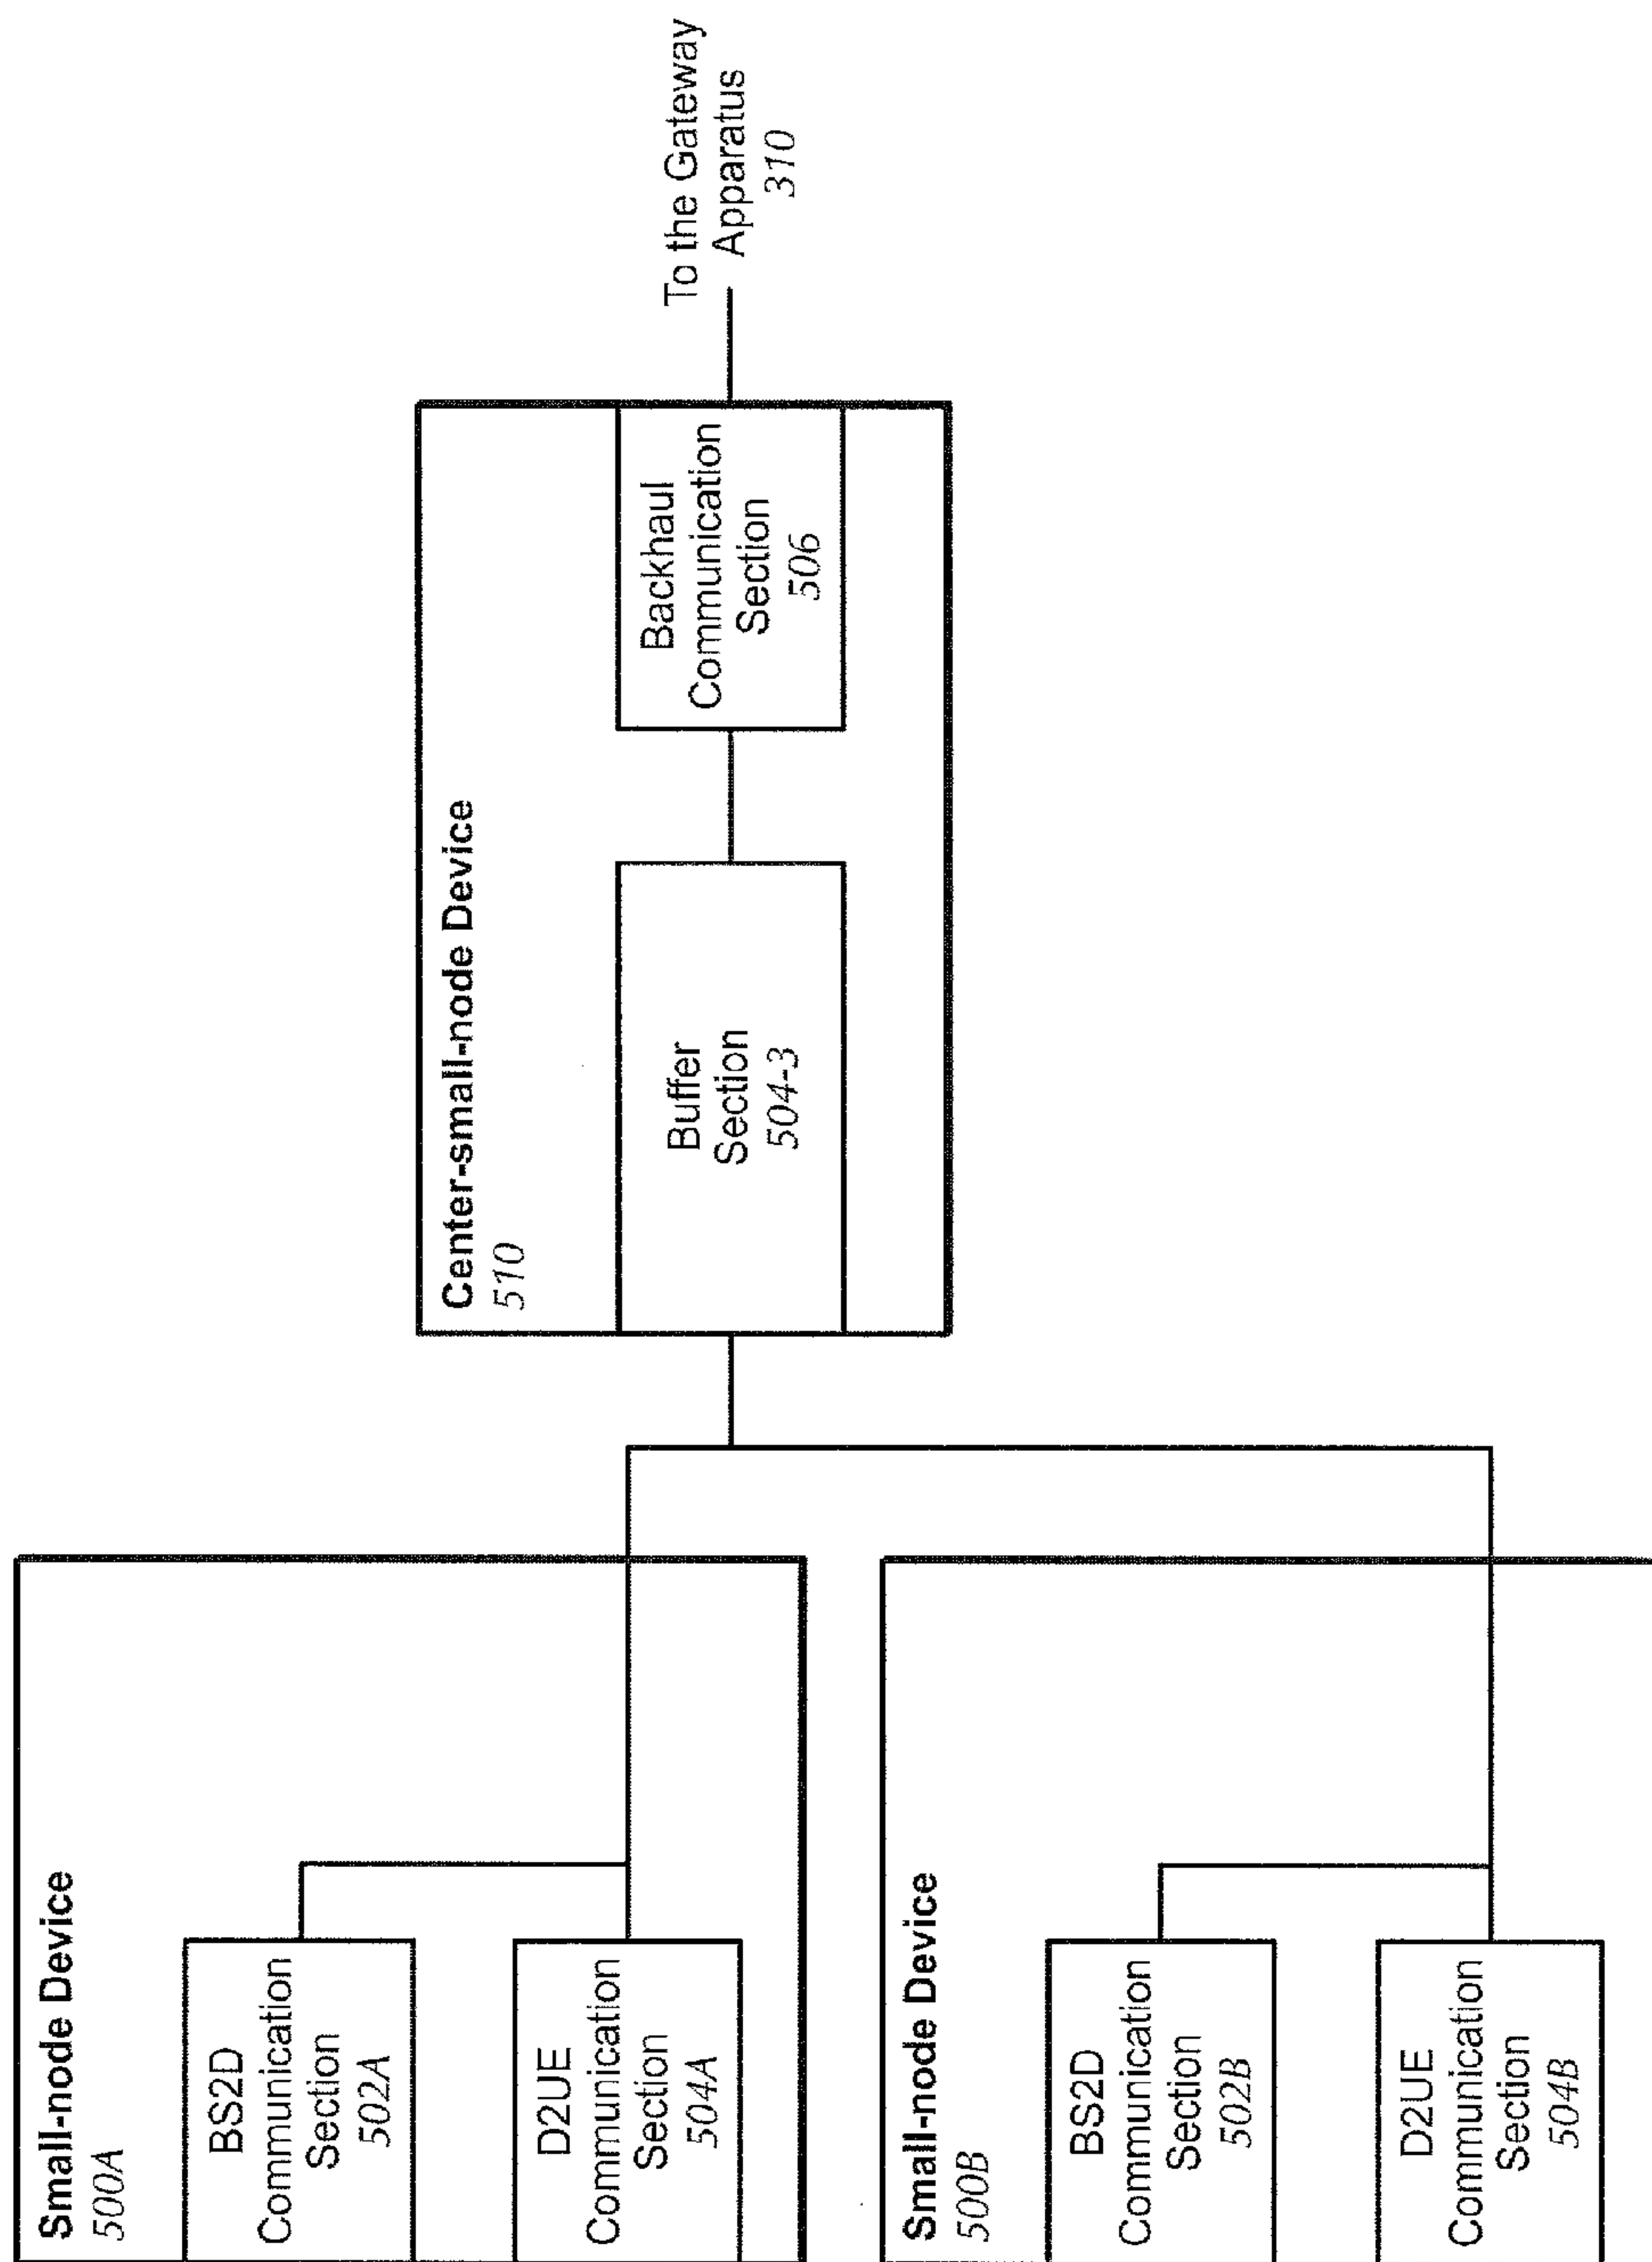 Small-node Device
500A
BS2D
Communication
Section
502A
D2UE
Communication
Section
504A
Small-node Device
500B
BS2D
Communication
Section
502B
D2UE
Communication
Section
504B
Center-small-node Device
510
Buffer
Section
504-3
Backhaul
Communication
Section
506
To the Gateway
Apparatus
310